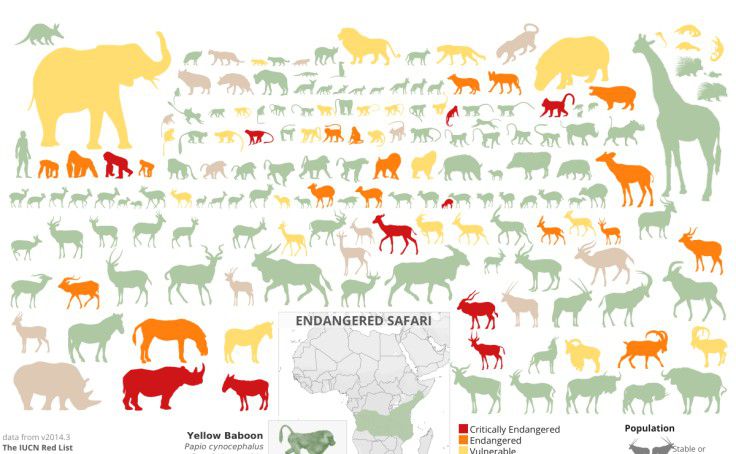 ENDANGERED SAFARI
data from v2014.3
The IUCN Red List
Yellow Baboon
Papio cynocephalus
Critically Endangered
Endangered
Vulnerable
Population
Stable or